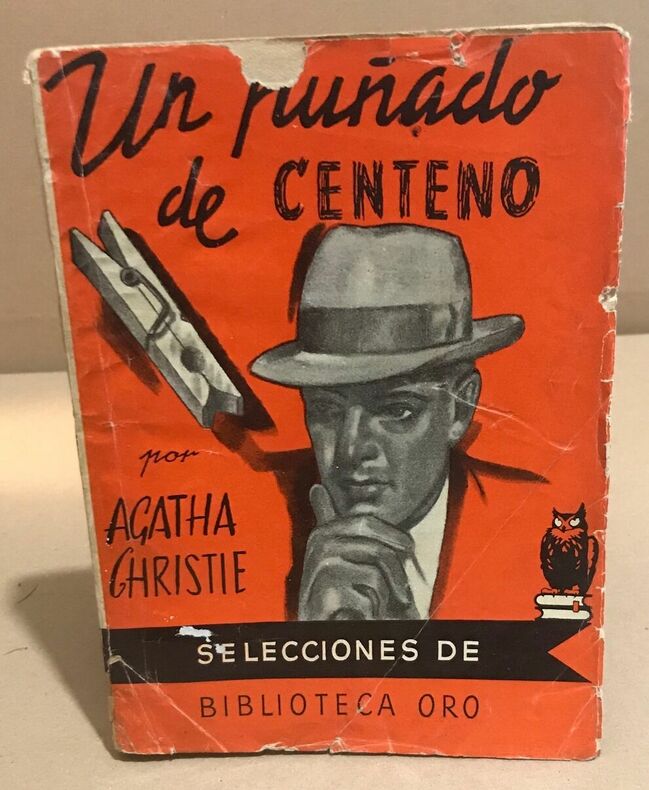 Un puñado
de CENTENO
por
AGATHA
CHRISTIE
SELECCIONES DE
BIBLIOTECA ORO